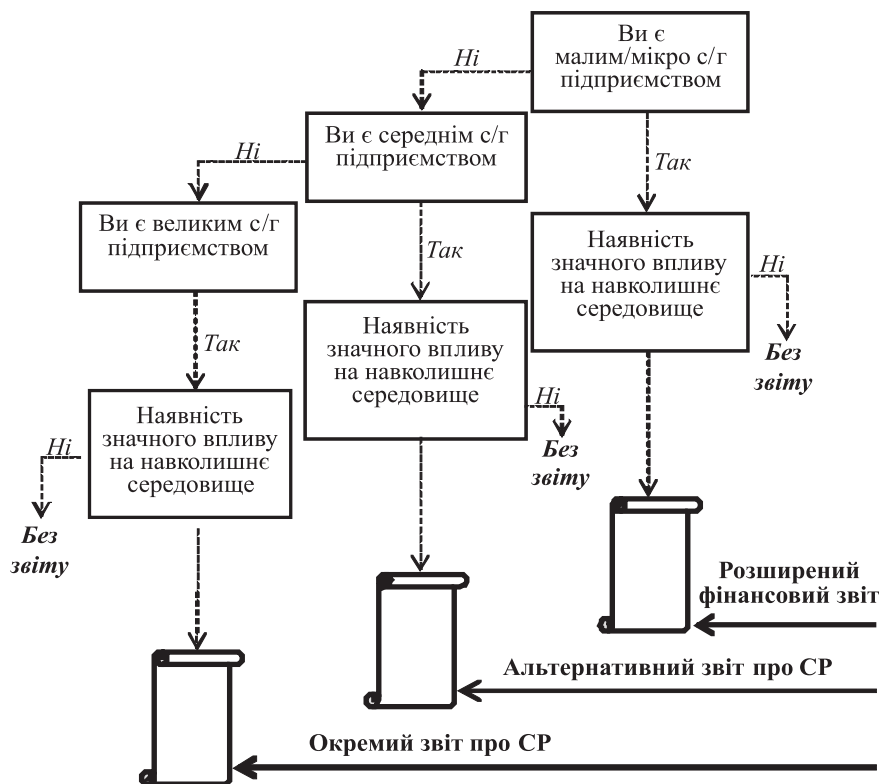 Ви є
малим/мікро с/г
підприємством
Ні
Ви є середнім с/г
підприємством
Ні
Так
Ви є великим с/г
підприємством
Наявність
значного впливу
на навколишнє
середовище
Так
Ні
Наявність
значного впливу
на навколишнє
середовище
Так
Без
звіту
Ні
Наявність
значного впливу
на навколишнє
середовище
Без
звіту
Ні
Без
звіту
Розширений
фінансовий звіт
Альтернативний звіт про СР
Окремий звіт про СР